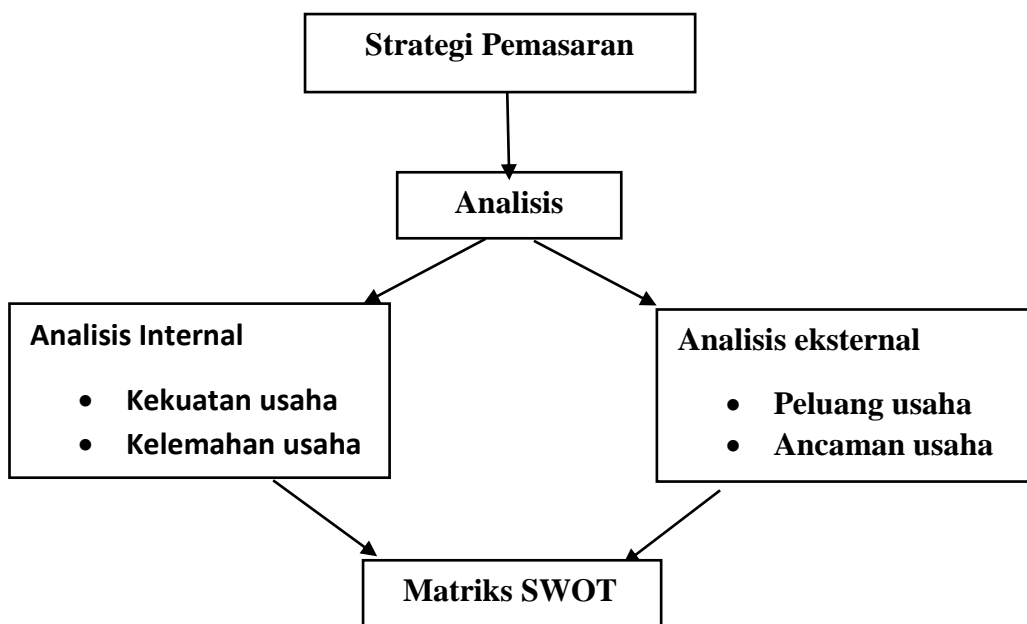 Strategi Pemasaran
Analisis
Analisis Internal
• Kekuatan usaha
• Kelemahan usaha
Analisis eksternal
• Peluang usaha
• Ancaman usaha
Matriks SWOT